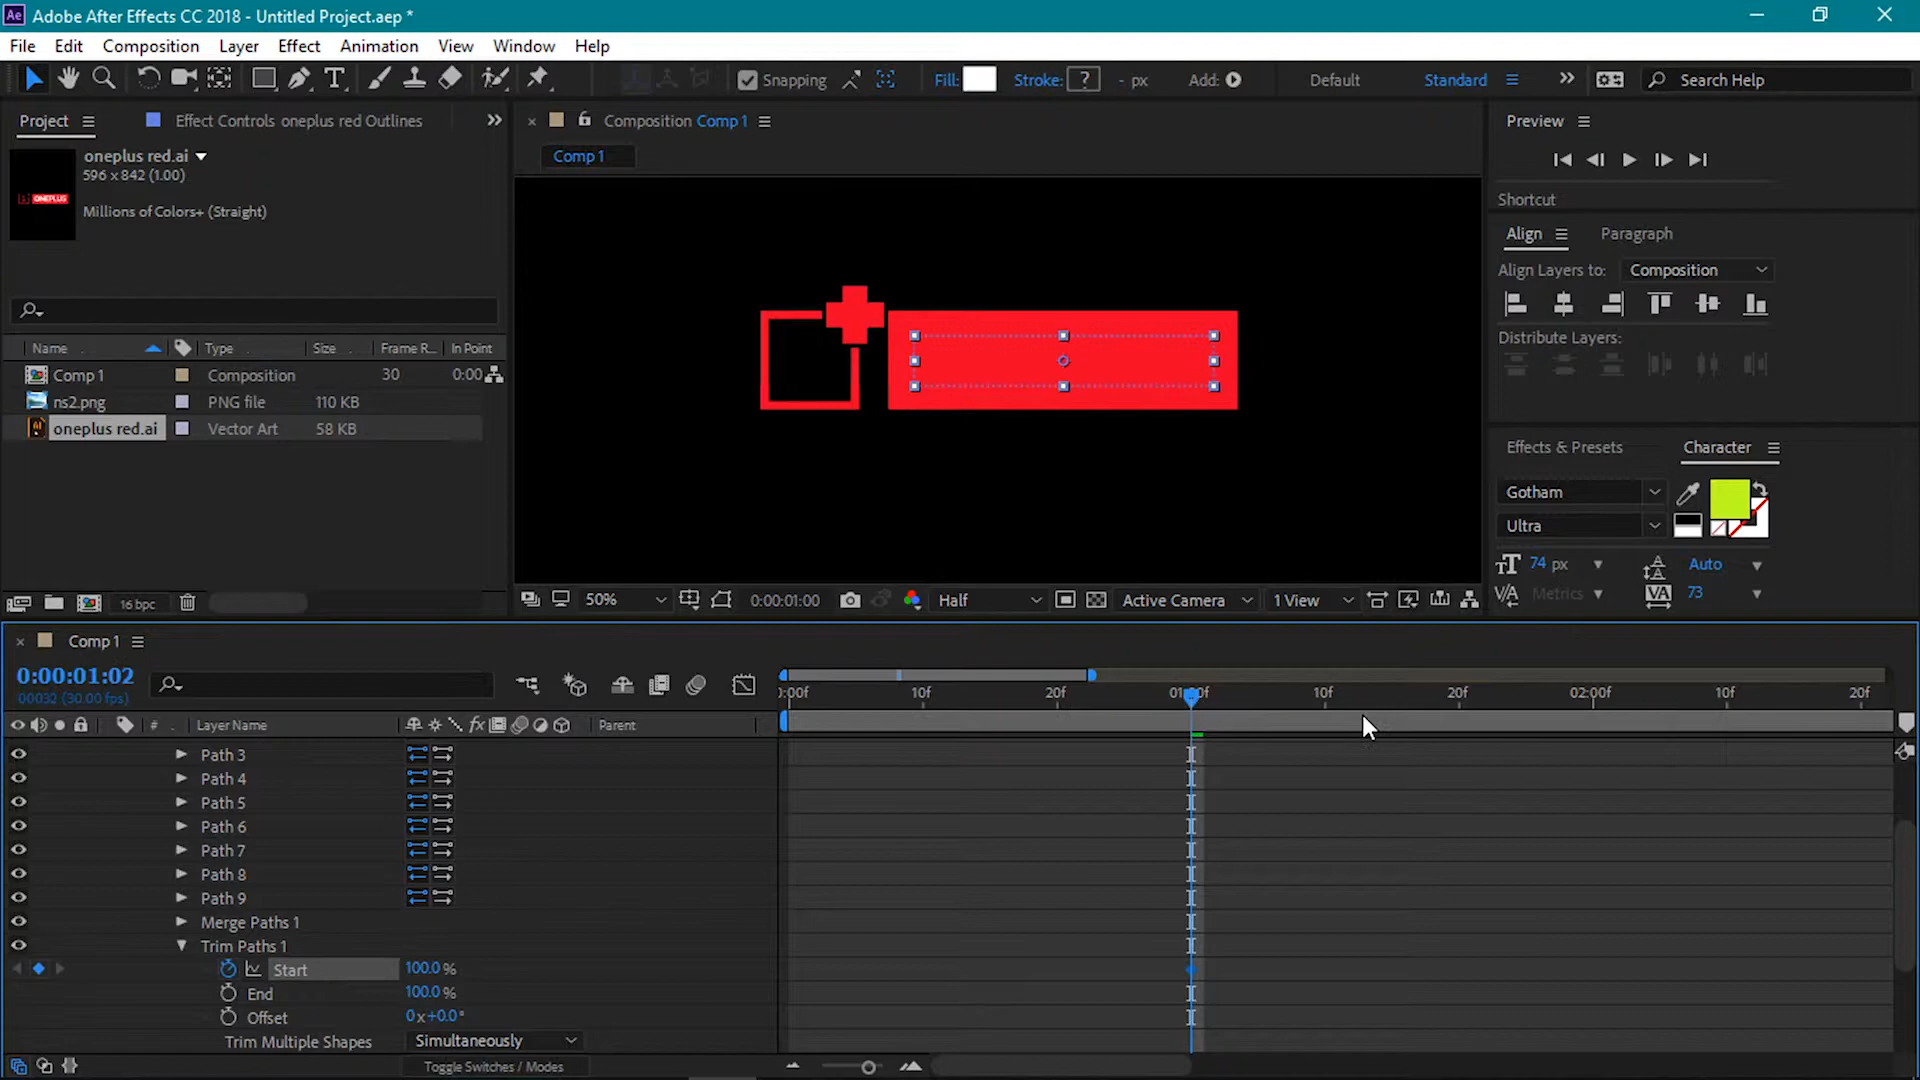 Adobe After Effects CC 2018 - Untitled Project.aep *
File Edit Composition Layer Effect Animation View Window Help
Snapping Fill: Stroke: ? - px Add: Default Standard Search Help
Project Effect Controls oneplus red Outlines
Composition Comp 1
Preview
oneplus red.ai
596 x 842 (1.00)
Millions of Colors+ (Straight)
ONEPLUS
Comp 1
Shortcut
Align Paragraph
Align Layers to: Composition
Distribute Layers:
Name Type Size Frame R... In Point
Comp 1 Composition 30 0:00
ns2.png PNG file 110 KB
oneplus red.ai Vector Art 58 KB
Effects & Presets Character
Gotham
Ultra
74 px Auto
Metrics 73
16 bpc
50% 0:00:01:00 Half Active Camera 1 View
Comp 1
0:00:01:02
00032 (30.00 fps)
:00f 10f 20f 01:00f 10f 20f 02:00f 10f 20f
# Layer Name Parent
Path 3
Path 4
Path 5
Path 6
Path 7
Path 8
Path 9
Merge Paths 1
Trim Paths 1
Start 100.0 %
End 100.0 %
Offset 0 x +0.0 °
Trim Multiple Shapes Simultaneously
Toggle Switches / Modes